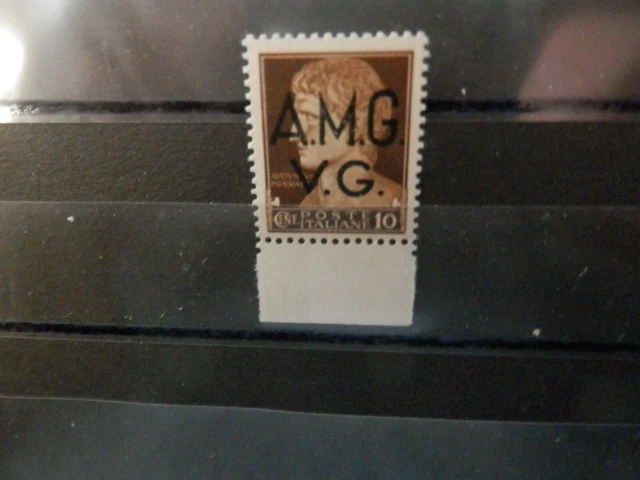 A.M.G.
V.G.
CENT. POSTE 10
ITALIANE